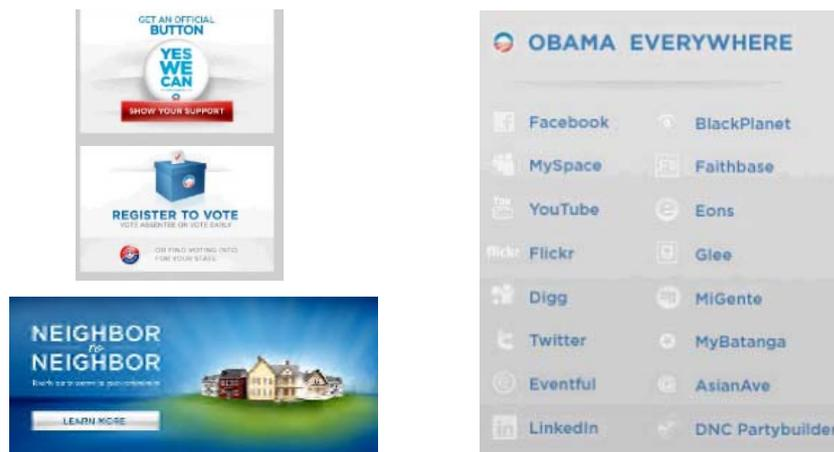 GET AN OFFICIAL
BUTTON
YES
WE
CAN
SHOW YOUR SUPPORT
REGISTER TO VOTE
VOTE ABSENTEE OR VOTE EARLY
OR FIND VOTING INFO
FOR YOUR STATE
NEIGHBOR
to
NEIGHBOR
LEARN MORE
OBAMA EVERYWHERE
Facebook
BlackPlanet
MySpace
Faithbase
YouTube
Eons
flickr Flickr
Glee
Digg
MiGente
Twitter
MyBatanga
Eventful
AsianAve
in LinkedIn
DNC Partybuilder